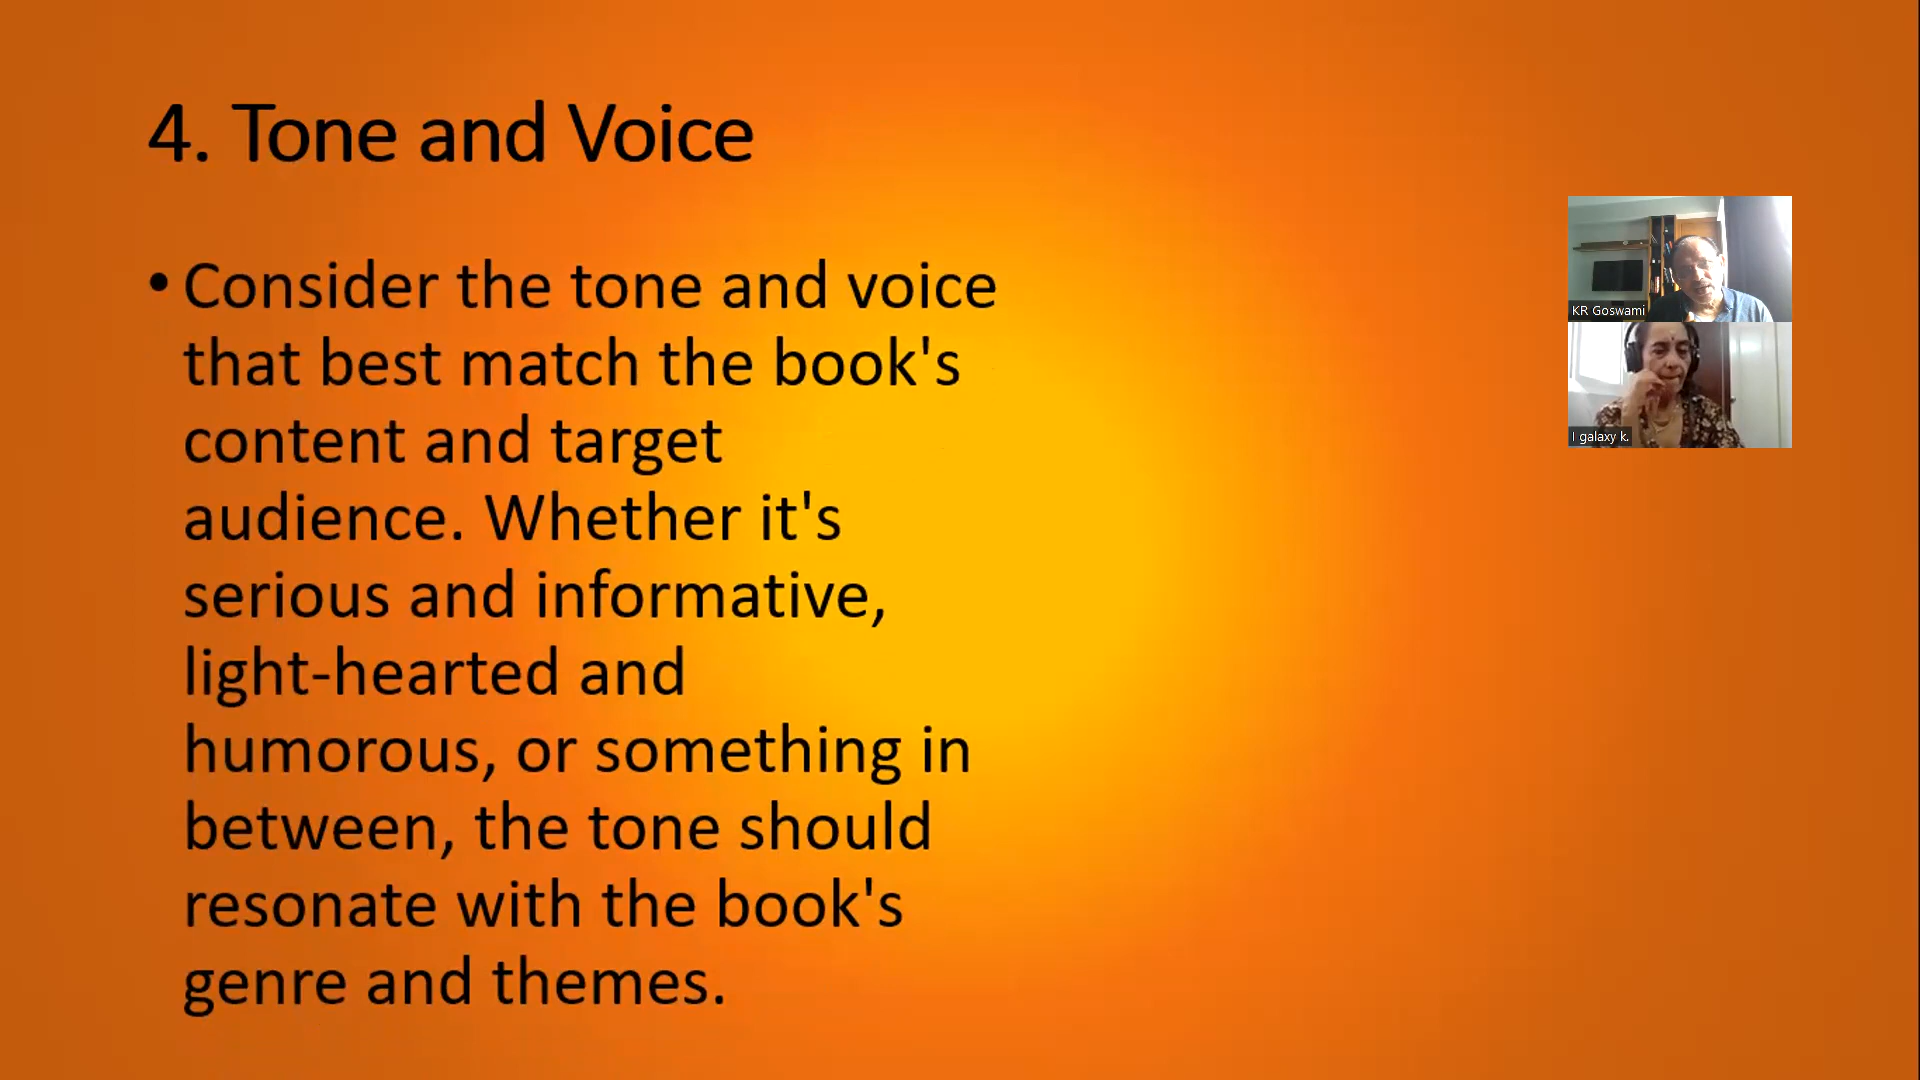 4. Tone and Voice
• Consider the tone and voice
that best match the book's
content and target
audience. Whether it's
serious and informative,
light-hearted and
humorous, or something in
between, the tone should
resonate with the book's
genre and themes.
KR Goswami
I galaxy k.